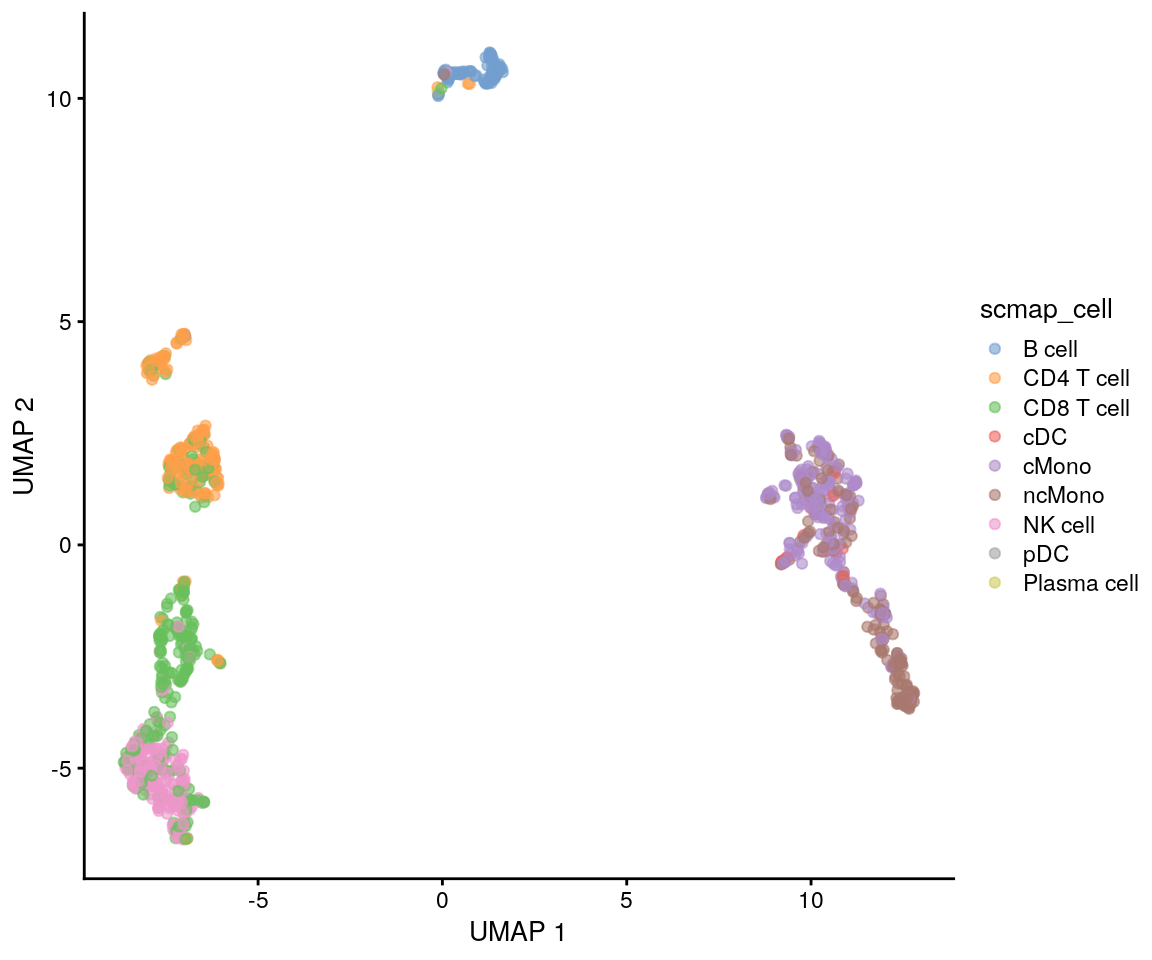 10
5
0
-5
UMAP 2
-5
0
5
10
UMAP 1
scmap_cell
B cell
CD4 T cell
CD8 T cell
cDC
cMono
ncMono
NK cell
pDC
Plasma cell